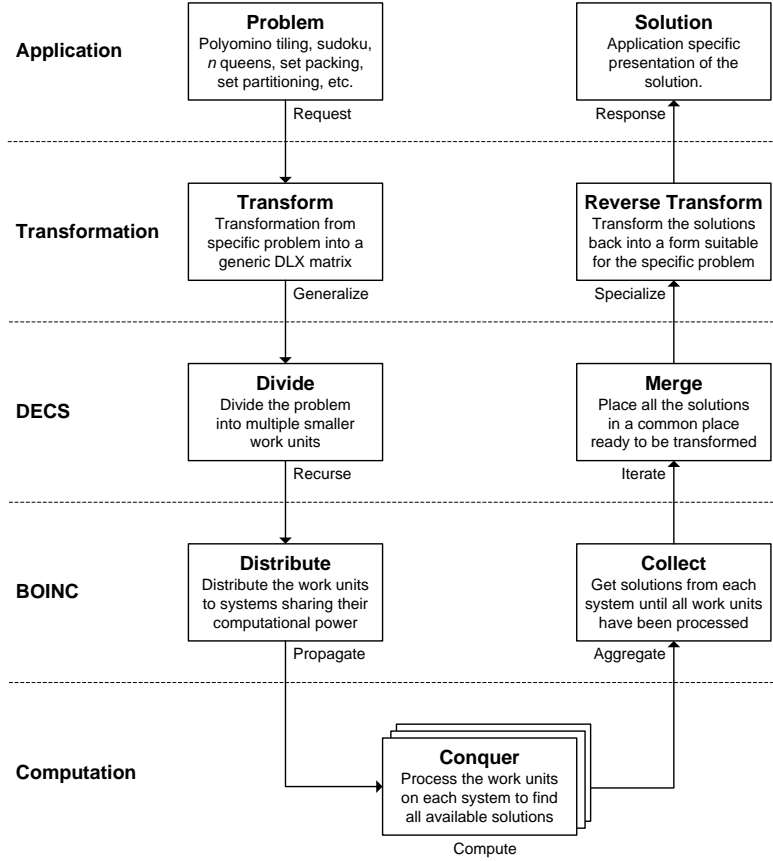 Application
Problem
Polyomino tiling, sudoku,
n queens, set packing,
set partitioning, etc.
Request
Solution
Application specific
presentation of the
solution.
Response
Transformation
Transform
Transformation from
specific problem into a
generic DLX matrix
Generalize
Reverse Transform
Transform the solutions
back into a form suitable
for the specific problem
Specialize
DECS
Divide
Divide the problem
into multiple smaller
work units
Recurse
Merge
Place all the solutions
in a common place
ready to be transformed
Iterate
BOINC
Distribute
Distribute the work units
to systems sharing their
computational power
Propagate
Collect
Get solutions from each
system until all work units
have been processed
Aggregate
Computation
Conquer
Process the work units
on each system to find
all available solutions
Compute